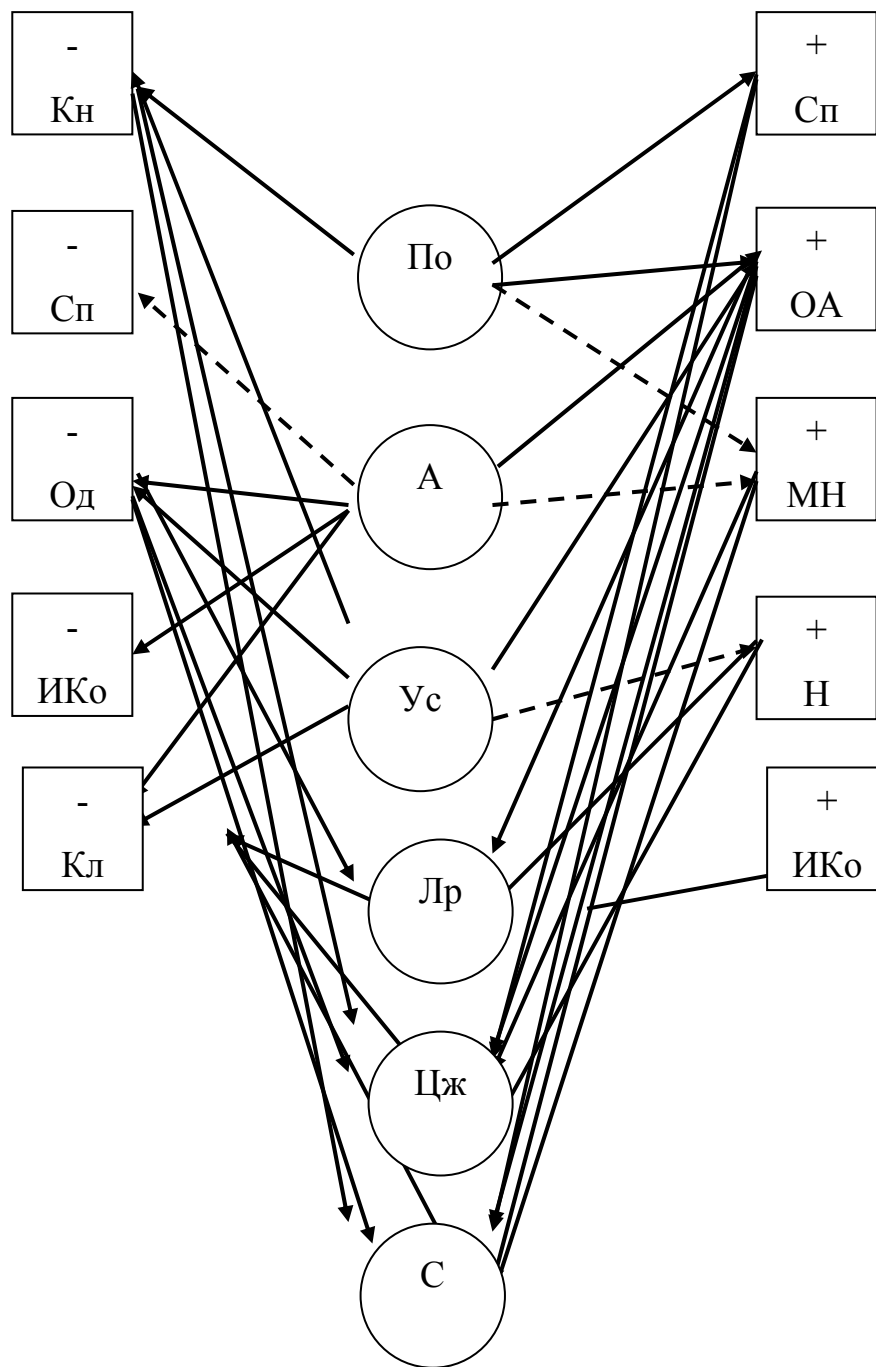 -
Кн
+
Сп
-
Сп
По
+
ОА
-
Од
А
+
МН
-
ИКо
Ус
+
Н
-
Кл
Лр
+
ИКо
Цж
С